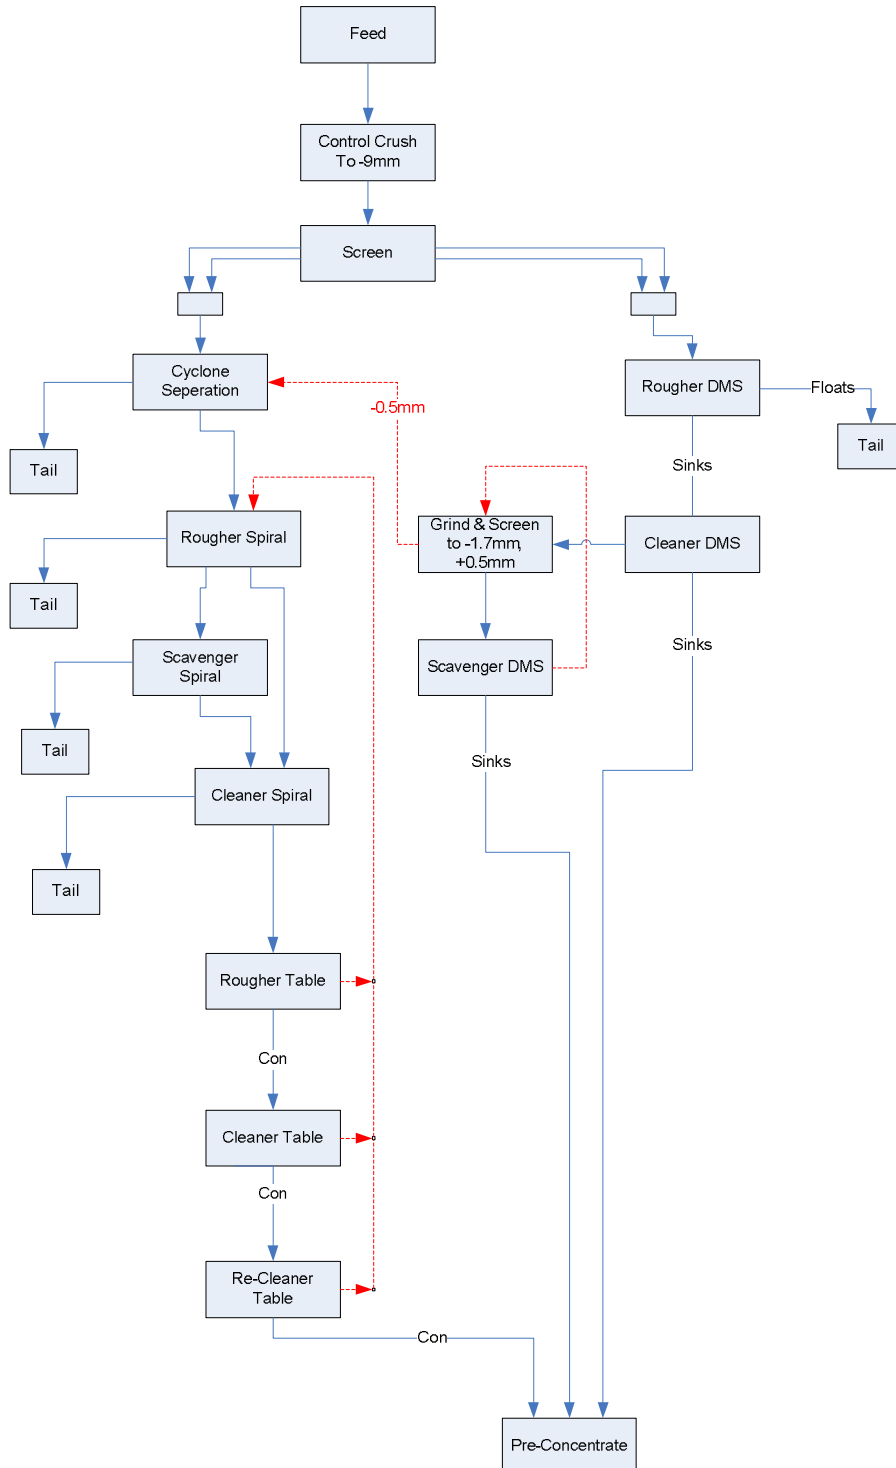 Feed
Control Crush
To -9mm
Screen
Cyclone
Seperation
Rougher DMS
Floats
Tail
-0.5mm
Tail
Sinks
Rougher Spiral
Grind & Screen
to -1.7mm,
+0.5mm
Cleaner DMS
Tail
Scavenger
Spiral
Scavenger DMS
Sinks
Tail
Sinks
Cleaner Spiral
Tail
Rougher Table
Con
Cleaner Table
Con
Re-Cleaner
Table
Con
Pre-Concentrate